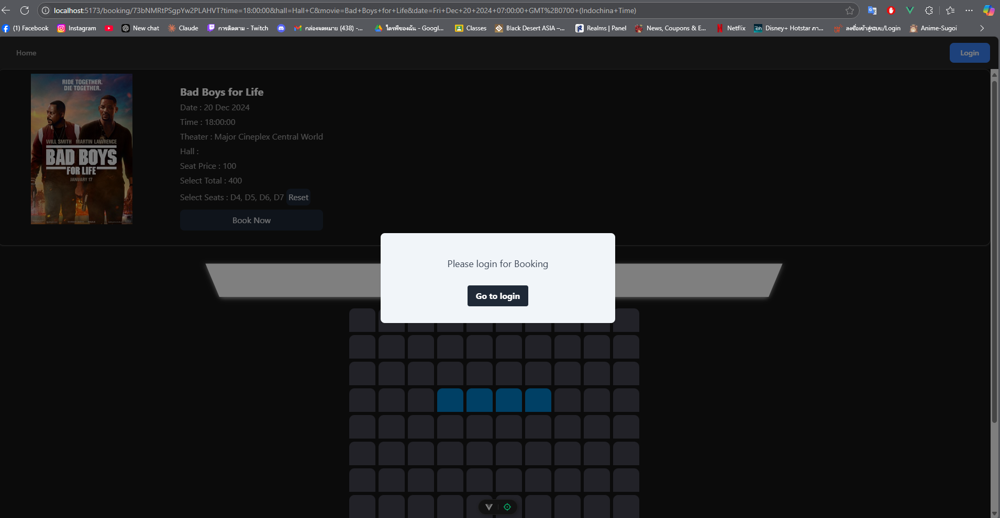 localhost:5173/booking/73bNMRtPSgpYw2PLAHVT?time=18:00:00&hall=Hall+C&movie=Bad+Boys+for+Life&date=Fri+Dec+20+2024+07:00:00+GMT%2B0700+(Indochina+Time)
(1) Facebook
Instagram
New chat
Claude
การติดตาม - Twitch
กล่องจดหมาย (438) -...
ไดรฟ์ของฉัน - Googl...
Classes
Black Desert ASIA –...
Realms | Panel
News, Coupons & E...
Netflix
Disney+ Hotstar ภา...
ลงชื่อเข้าสู่ระบบ/Login
Anime-Sugoi
Home
Login
RIDE TOGETHER.
DIE TOGETHER.
WILL SMITH MARTIN LAWRENCE
BAD BOYS
FOR LIFE
JANUARY 17
Bad Boys for Life
Date : 20 Dec 2024
Time : 18:00:00
Theater : Major Cineplex Central World
Hall :
Seat Price : 100
Select Total : 400
Select Seats : D4, D5, D6, D7 Reset
Book Now
Please login for Booking
Go to login